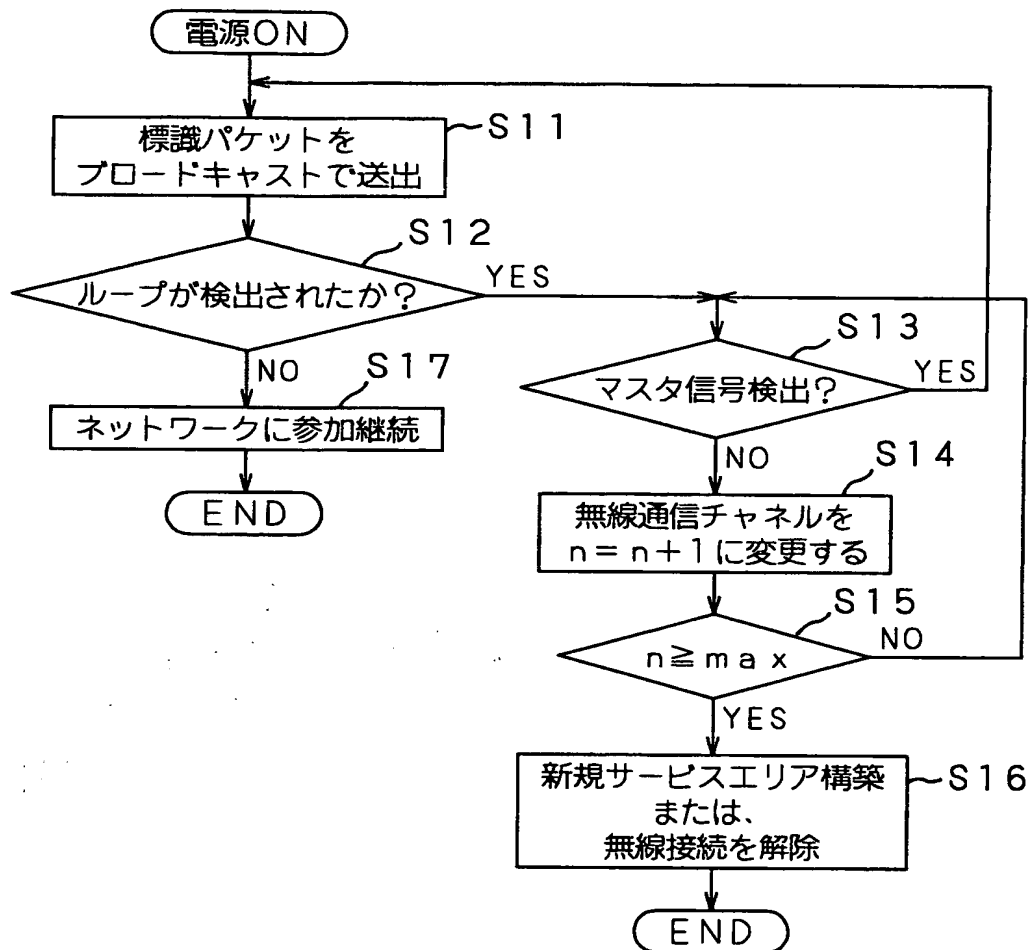 電源ON
標識パケットを
ブロードキャストで送出
S11
S12
ループが検出されたか?
YES
NO
S17
ネットワークに参加継続
END
S13
マスタ信号検出?
YES
NO
S14
無線通信チャネルを
n=n+1に変更する
S15
n≧max
NO
YES
新規サービスエリア構築
または、
無線接続を解除
S16
END